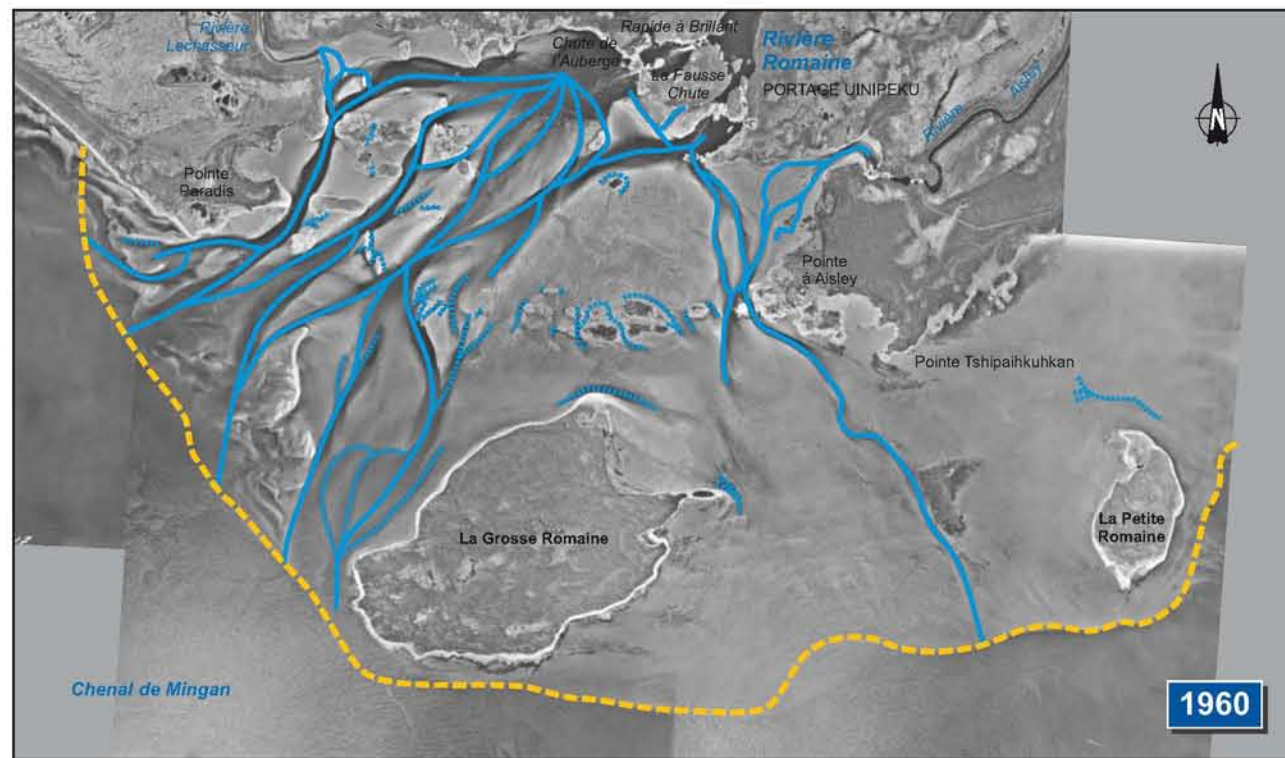 Rivière
Lechasseur
Rapide à Brillant
Chute de
l'Auberge
La Fausse
Chute
Rivière
Romaine
PORTAGE UINIPEKU
Rivière Aisley
N
Pointe
Paradis
Pointe
à Aisley
Pointe Tshipaihkuhkan
La Grosse Romaine
La Petite
Romaine
Chenal de Mingan
1960